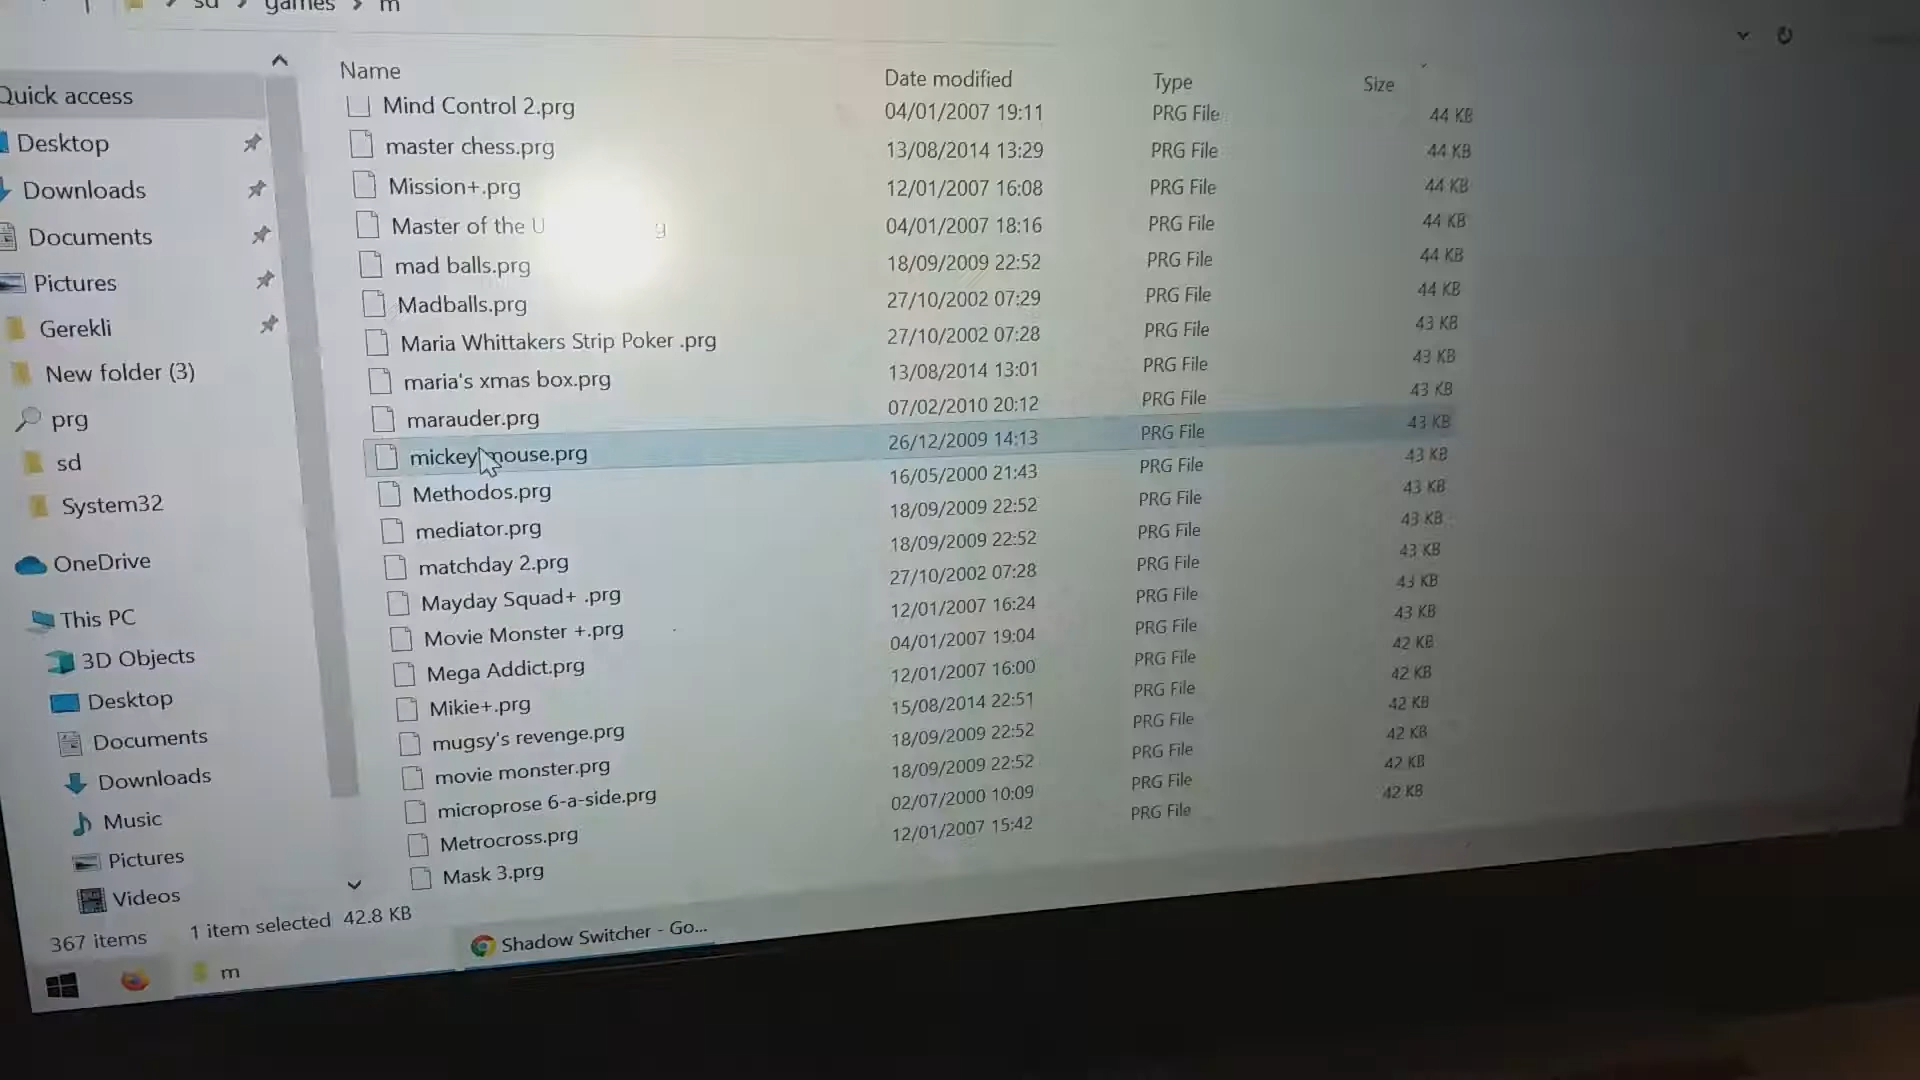 sd > games > m
Name Date modified Type Size
Quick access
Desktop
Downloads
Documents
Pictures
Gerekli
New folder (3)
prg
sd
System32
OneDrive
This PC
3D Objects
Desktop
Documents
Downloads
Music
Pictures
Videos
Mind Control 2.prg 04/01/2007 19:11 PRG File 44 KB
master chess.prg 13/08/2014 13:29 PRG File 44 KB
Mission+.prg 12/01/2007 16:08 PRG File 44 KB
Master of the U g 04/01/2007 18:16 PRG File 44 KB
mad balls.prg 18/09/2009 22:52 PRG File 44 KB
Madballs.prg 27/10/2002 07:29 PRG File 44 KB
Maria Whittakers Strip Poker .prg 27/10/2002 07:28 PRG File 43 KB
maria's xmas box.prg 13/08/2014 13:01 PRG File 43 KB
marauder.prg 07/02/2010 20:12 PRG File 43 KB
mickey mouse.prg 26/12/2009 14:13 PRG File 43 KB
Methodos.prg 16/05/2000 21:43 PRG File 43 KB
mediator.prg 18/09/2009 22:52 PRG File 43 KB
matchday 2.prg 18/09/2009 22:52 PRG File 43 KB
Mayday Squad+ .prg 27/10/2002 07:28 PRG File 43 KB
Movie Monster +.prg 12/01/2007 16:24 PRG File 43 KB
Mega Addict.prg 04/01/2007 19:04 PRG File 43 KB
Mikie+.prg 12/01/2007 16:00 PRG File 42 KB
mugsy's revenge.prg 15/08/2014 22:51 PRG File 42 KB
movie monster.prg 18/09/2009 22:52 PRG File 42 KB
microprose 6-a-side.prg 18/09/2009 22:52 PRG File 42 KB
Metrocross.prg 02/07/2000 10:09 PRG File 42 KB
Mask 3.prg 12/01/2007 15:42 PRG File 42 KB
367 items 1 item selected 42.8 KB
m
Shadow Switcher - Go...